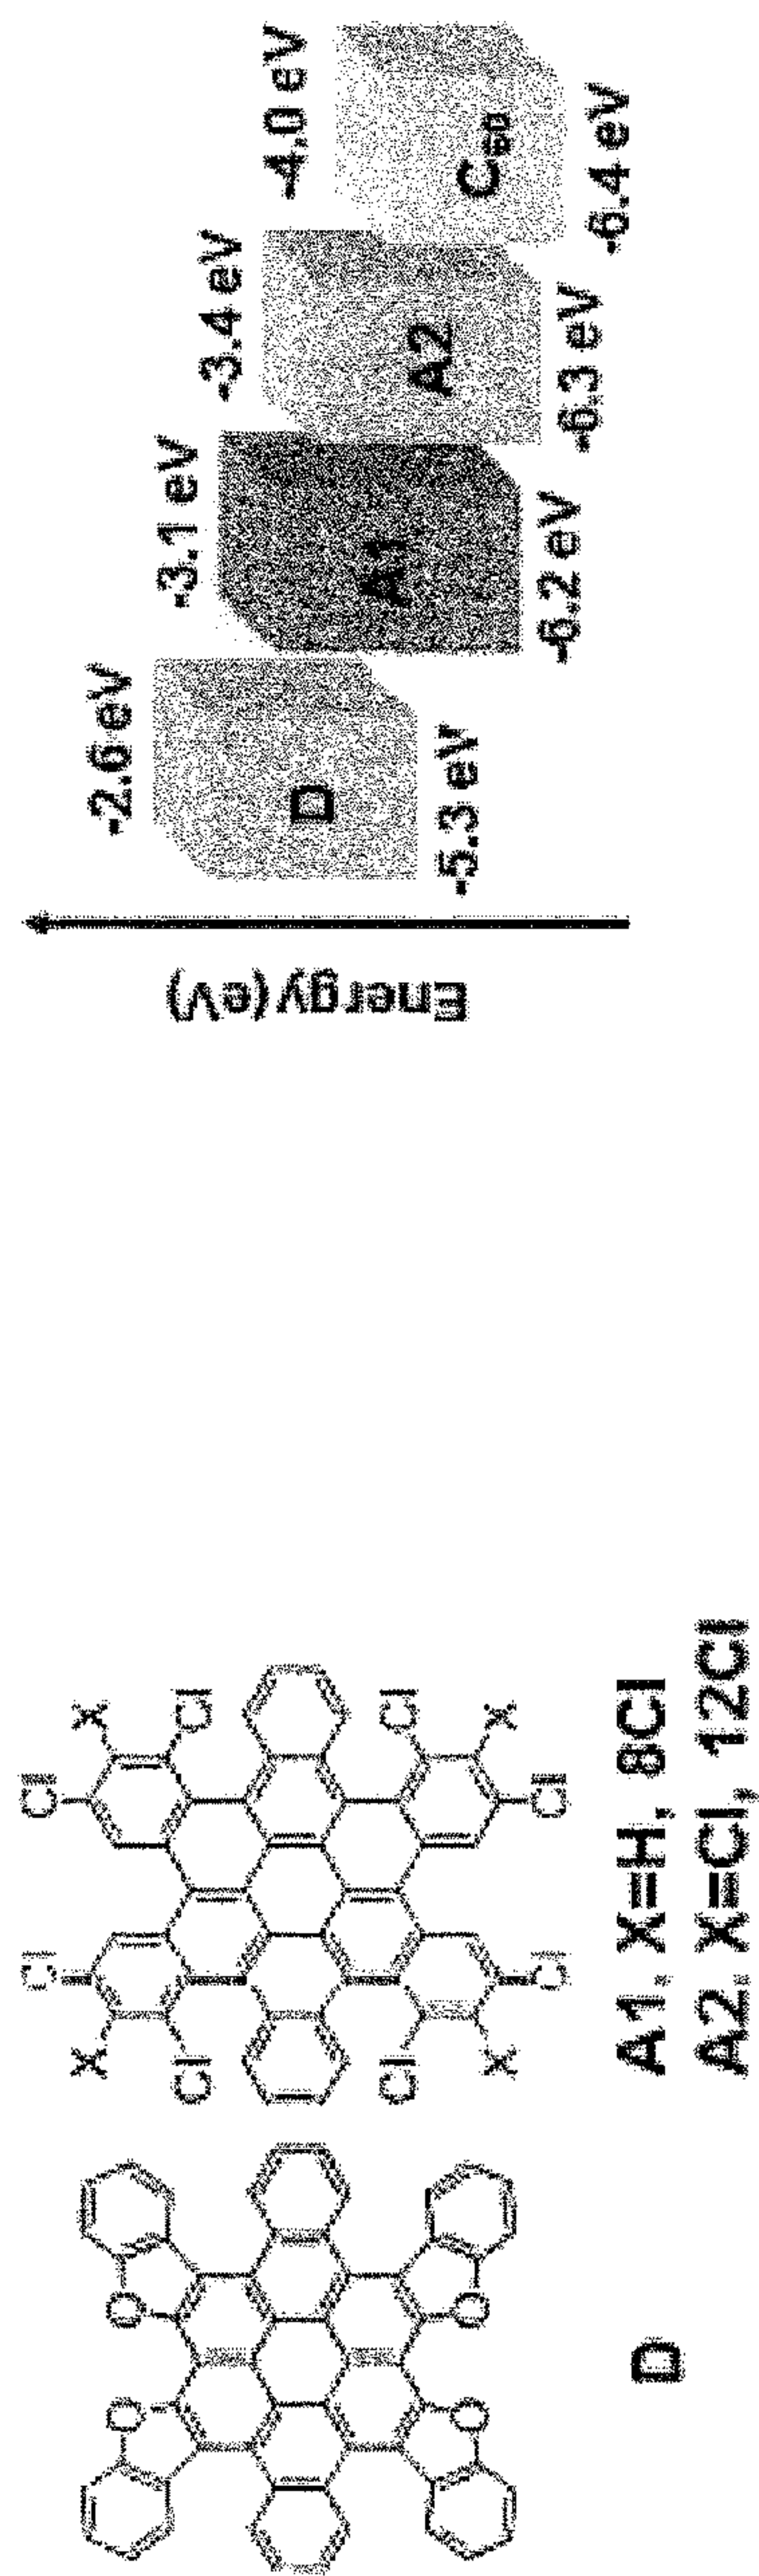 O O
O O
D
Cl Cl
X X
Cl Cl
Cl Cl
X X
Cl Cl
A1, X=H, 8Cl
A2, X=Cl, 12Cl
Energy(eV)
-2.6 eV
D
-5.3 eV
-3.1 eV
A1
-6.2 eV
-3.4 eV
A2
-6.3 eV
-4.0 eV
C₆₀
-6.4 eV